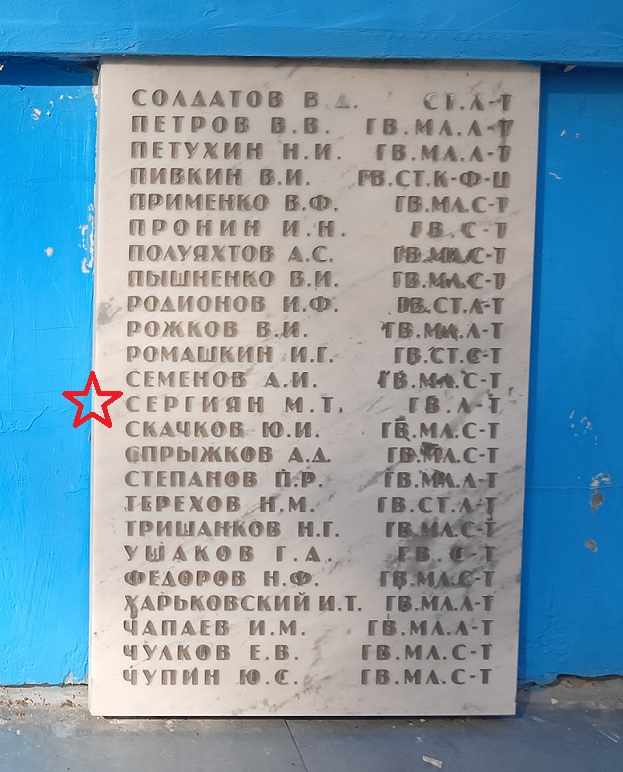 СОЛДАТОВ В.Д. СТ.Л-Т
ПЕТРОВ В.В. ГВ.МЛ.Л-Т
ПЕТУХИН Н.И. ГВ.МЛ.Л-Т
ПИВКИН В.И. ГВ.СТ.К-Ф-Ц
ПРИМЕНКО В.Ф. ГВ.МЛ.С-Т
ПРОНИН И.Н. ГВ.С-Т
ПОЛУЯХТОВ А.С. ГВ.МЛ.С-Т
ПЫШНЕНКО В.И. ГВ.МЛ.С-Т
РОДИОНОВ И.Ф. ГВ.СТ.Л-Т
РОЖКОВ В.И. ГВ.МЛ.Л-Т
РОМАШКИН И.Г. ГВ.СТ.С-Т
СЕМЕНОВ А.И. ГВ.МЛ.С-Т
СЕРГИЯН М.Т. ГВ.Л-Т
СКАЧКОВ Ю.И. ГВ.МЛ.С-Т
СПРЫЖКОВ А.Д. ГВ.МЛ.С-Т
СТЕПАНОВ П.Р. ГВ.МЛ.Л-Т
ТЕРЕХОВ Н.М. ГВ.СТ.Л-Т
ТРИШАНКОВ Н.Г. ГВ.МЛ.С-Т
УШАКОВ Г.А. ГВ.С-Т
ФЕДОРОВ Н.Ф. ГВ.МЛ.С-Т
ХАРЬКОВСКИЙ И.Т. ГВ.МЛ.Л-Т
ЧАПАЕВ И.М. ГВ.МЛ.Л-Т
ЧУЛКОВ Е.В. ГВ.МЛ.С-Т
ЧУПИН Ю.С. ГВ.МЛ.С-Т